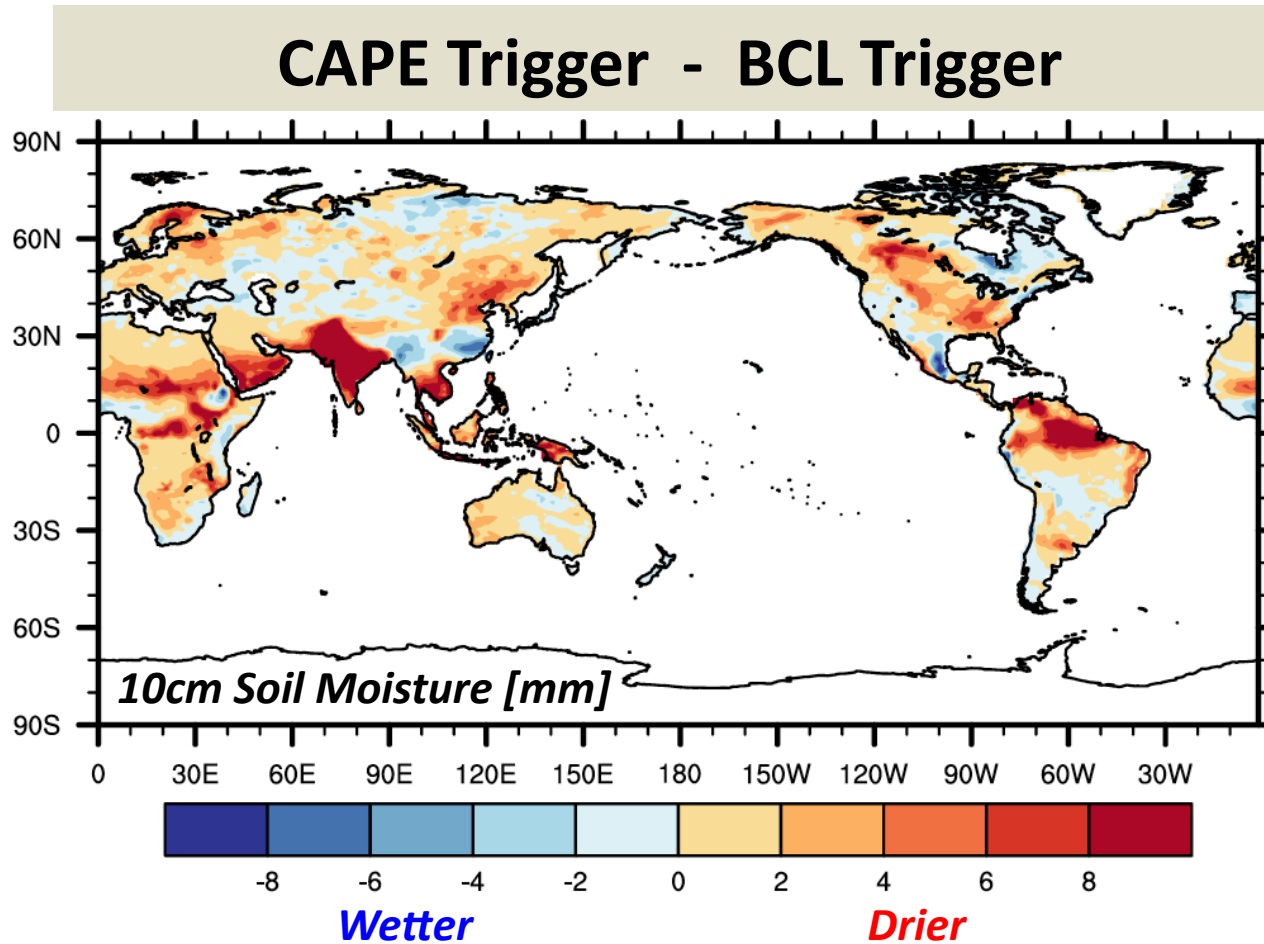 CAPE Trigger - BCL Trigger
90N
60N
30N
0
30S
60S
90S
10cm Soil Moisture [mm]
0 30E 60E 90E 120E 150E 180 150W 120W 90W 60W 30W
-8 -6 -4 -2 0 2 4 6 8
Wetter Drier